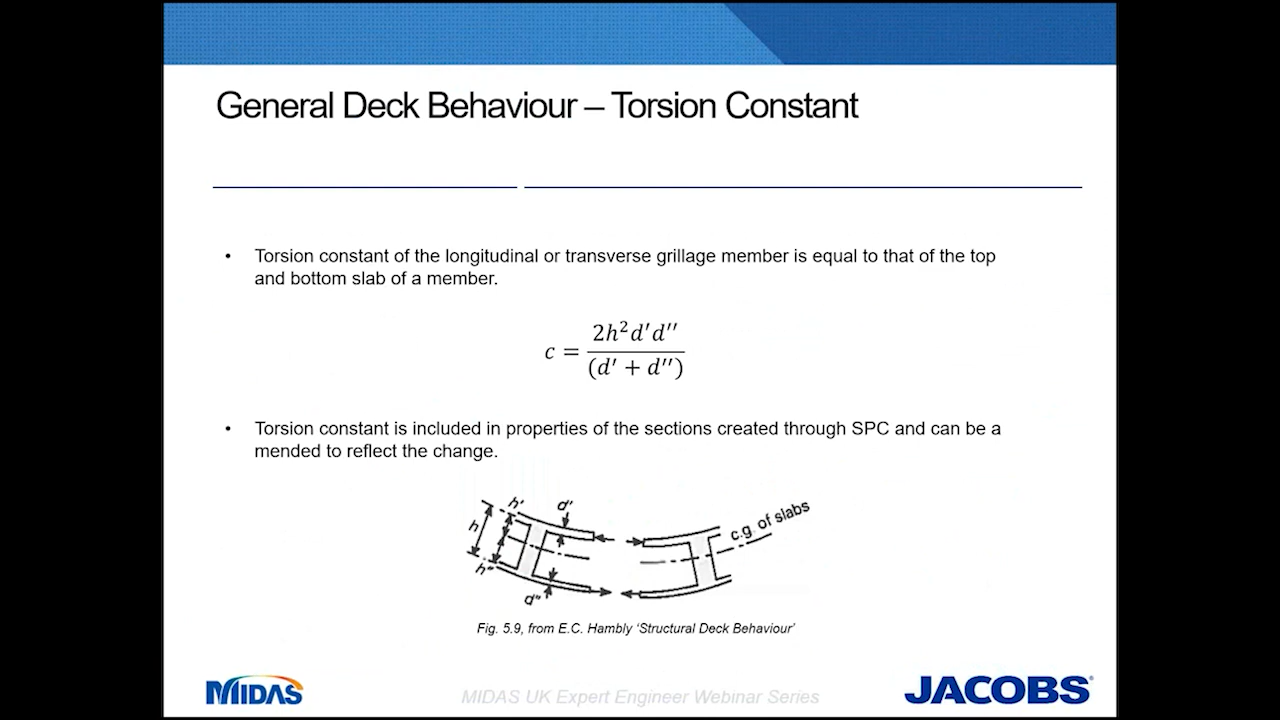 General Deck Behaviour – Torsion Constant
• Torsion constant of the longitudinal or transverse grillage member is equal to that of the top
and bottom slab of a member.
c = 2h²d′d′′ / (d′ + d′′)
• Torsion constant is included in properties of the sections created through SPC and can be a
mended to reflect the change.
h' d'
h
c.g of slabs
h"
d"
Fig. 5.9, from E.C. Hambly ‘Structural Deck Behaviour’
MIDAS
MIDAS UK Expert Engineer Webinar Series
JACOBS